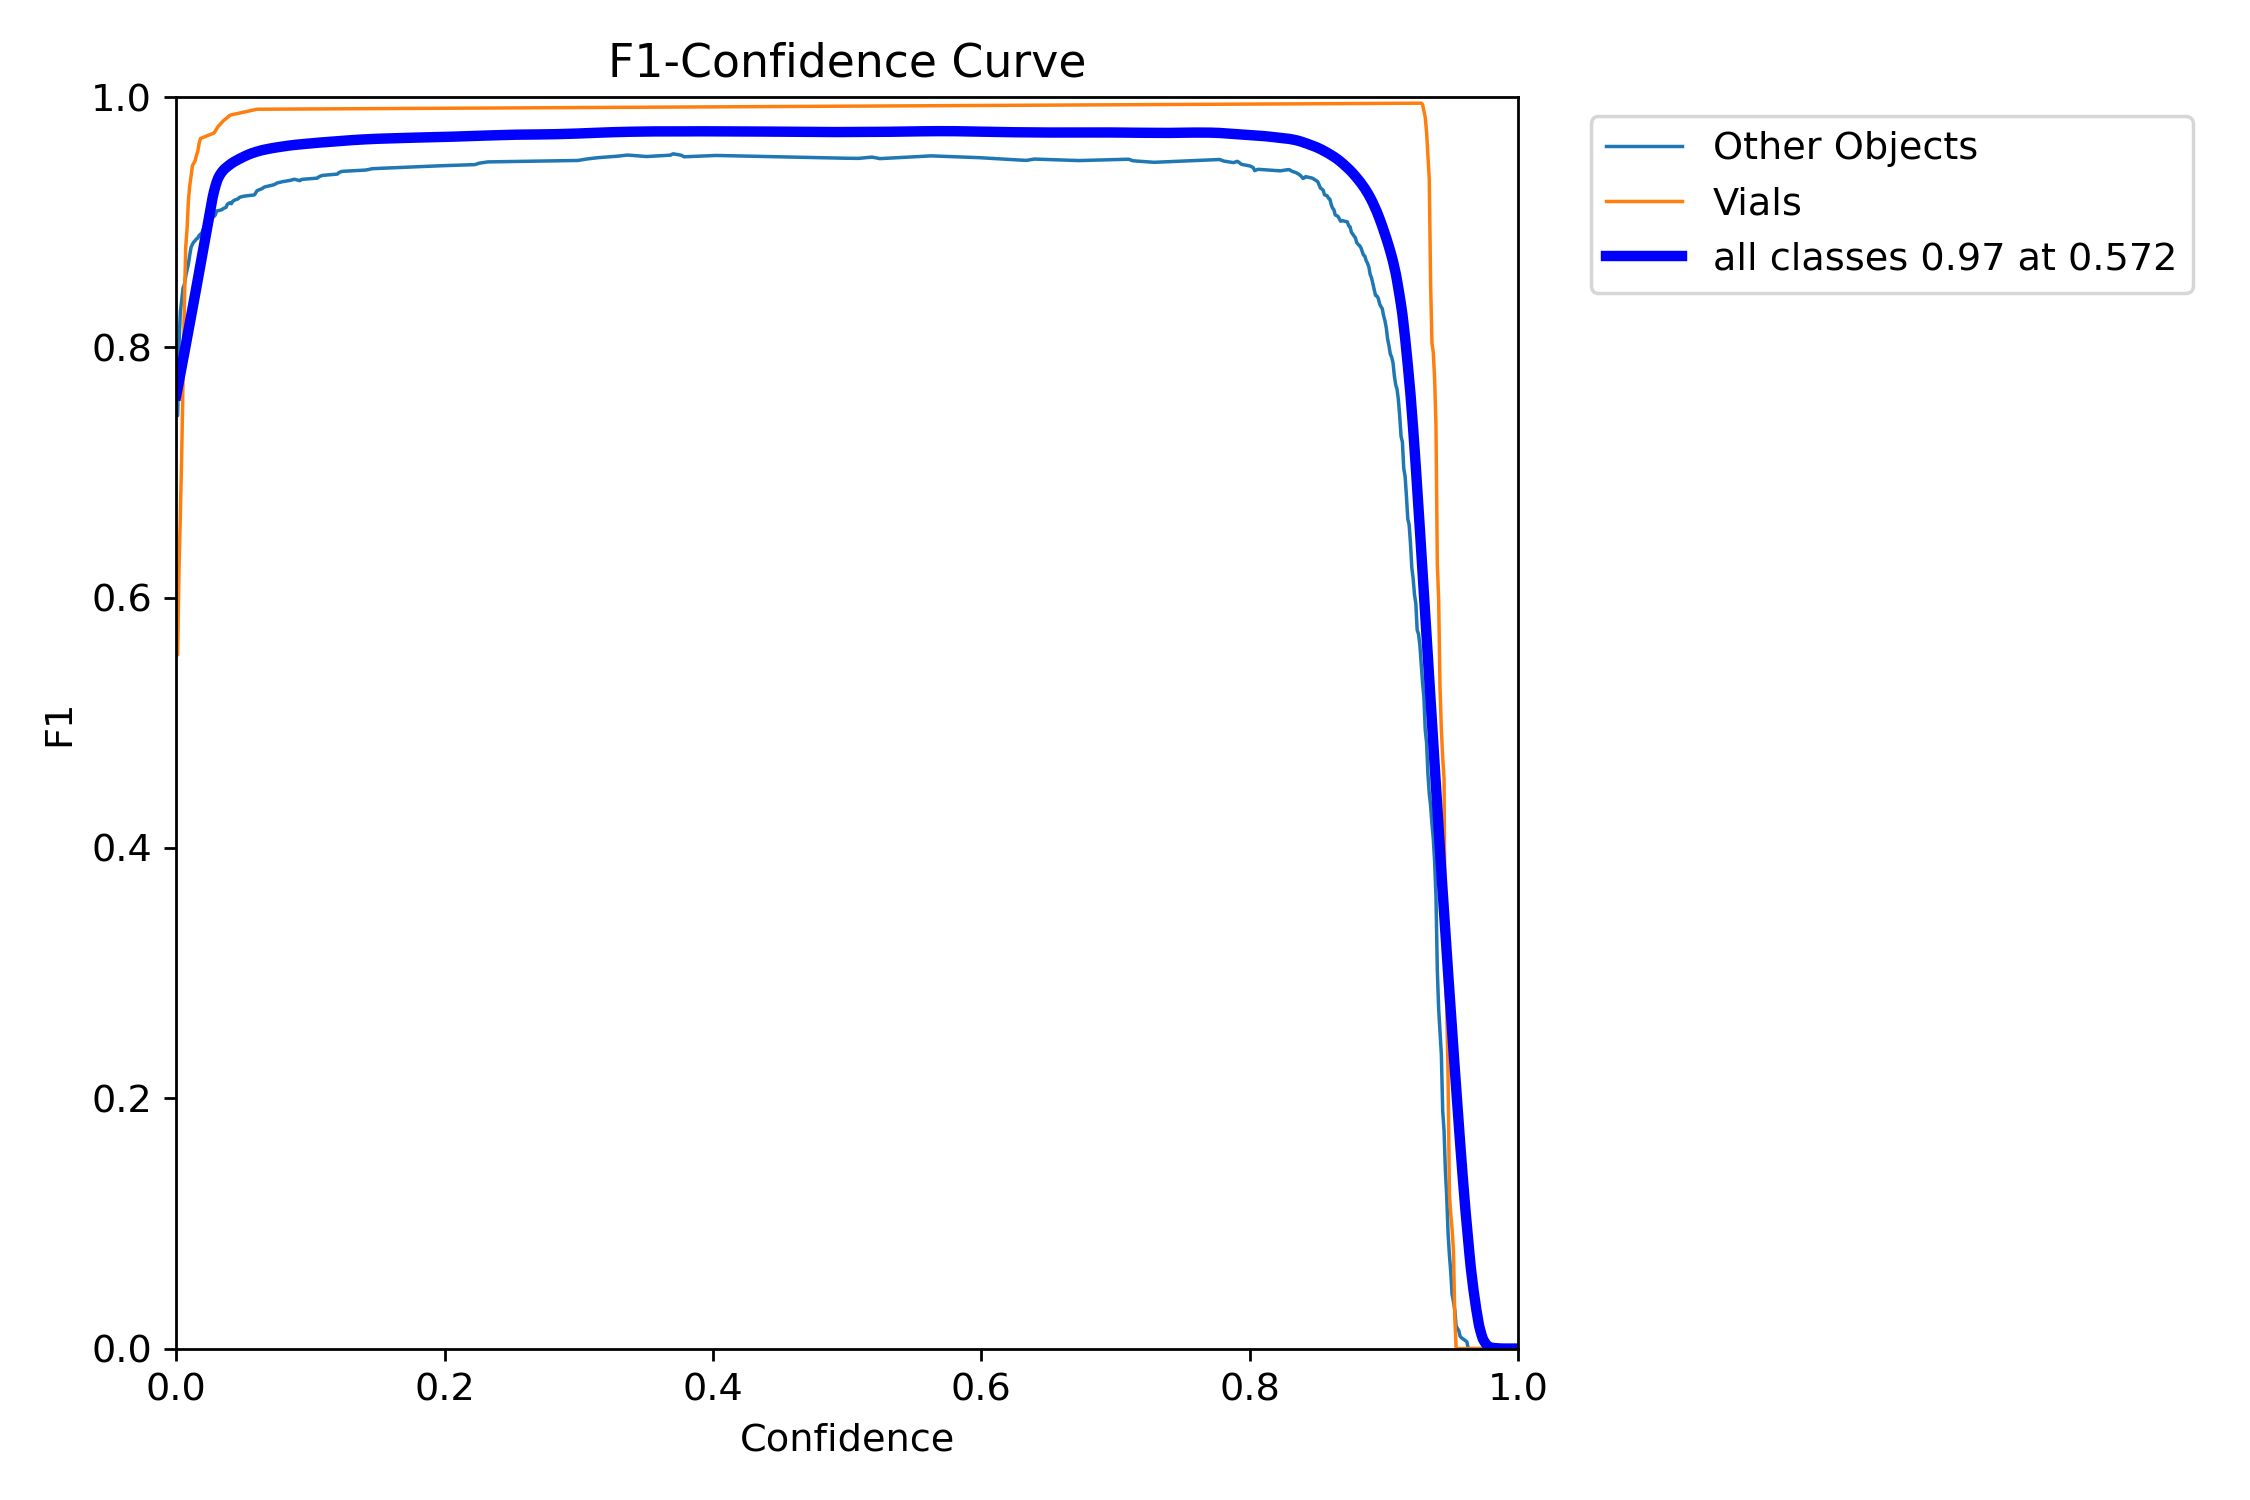 F1-Confidence Curve
1.0
0.8
0.6
0.4
0.2
0.0
F1
0.0 0.2 0.4 0.6 0.8 1.0
Confidence
Other Objects
Vials
all classes 0.97 at 0.572